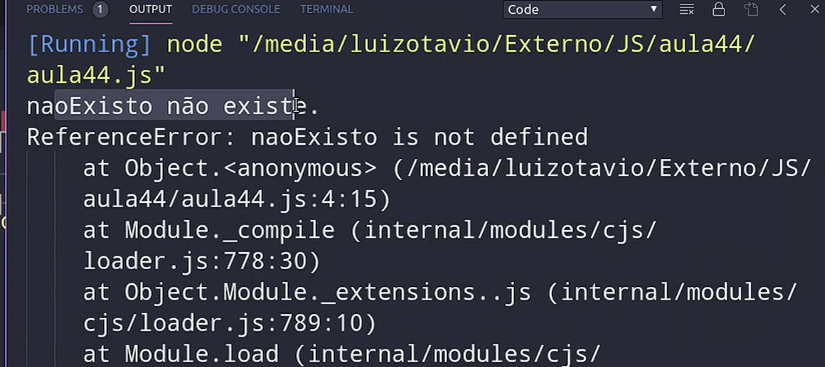 PROBLEMS 1 OUTPUT DEBUG CONSOLE TERMINAL Code
[Running] node "/media/luizotavio/Externo/JS/aula44/
aula44.js"
naoExisto não existe.
ReferenceError: naoExisto is not defined
at Object.<anonymous> (/media/luizotavio/Externo/JS/
aula44/aula44.js:4:15)
at Module._compile (internal/modules/cjs/
loader.js:778:30)
at Object.Module._extensions..js (internal/modules/
cjs/loader.js:789:10)
at Module.load (internal/modules/cjs/